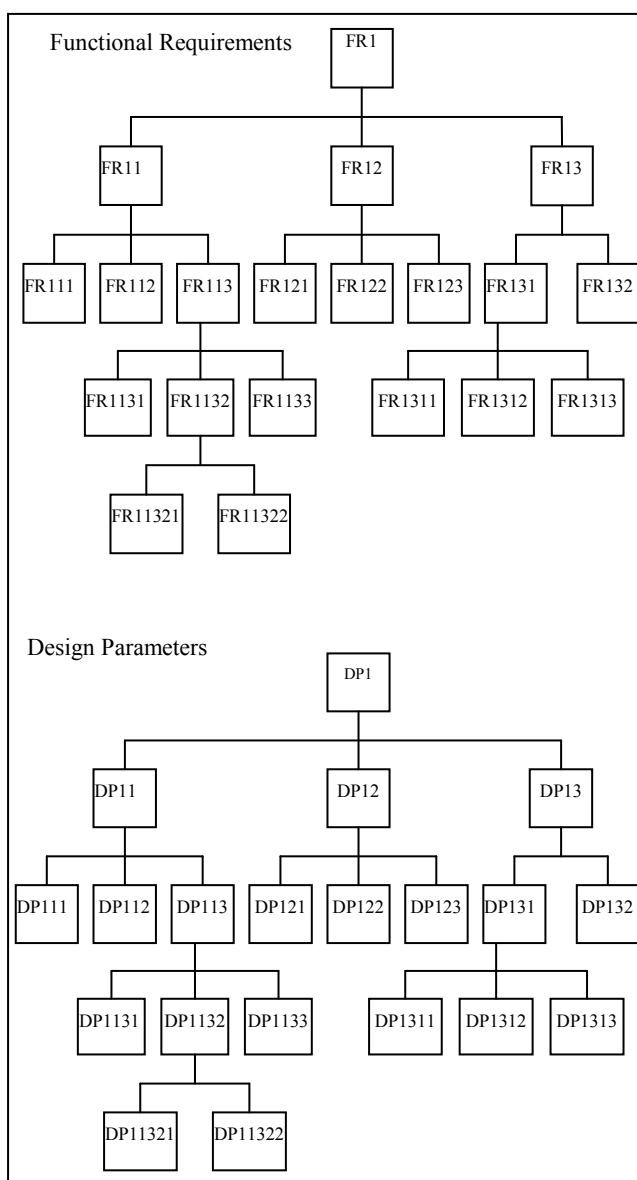 Functional Requirements
FR1
FR11 FR12 FR13
FR111 FR112 FR113 FR121 FR122 FR123 FR131 FR132
FR1131 FR1132 FR1133 FR1311 FR1312 FR1313
FR11321 FR11322
Design Parameters
DP1
DP11 DP12 DP13
DP111 DP112 DP113 DP121 DP122 DP123 DP131 DP132
DP1131 DP1132 DP1133 DP1311 DP1312 DP1313
DP11321 DP11322